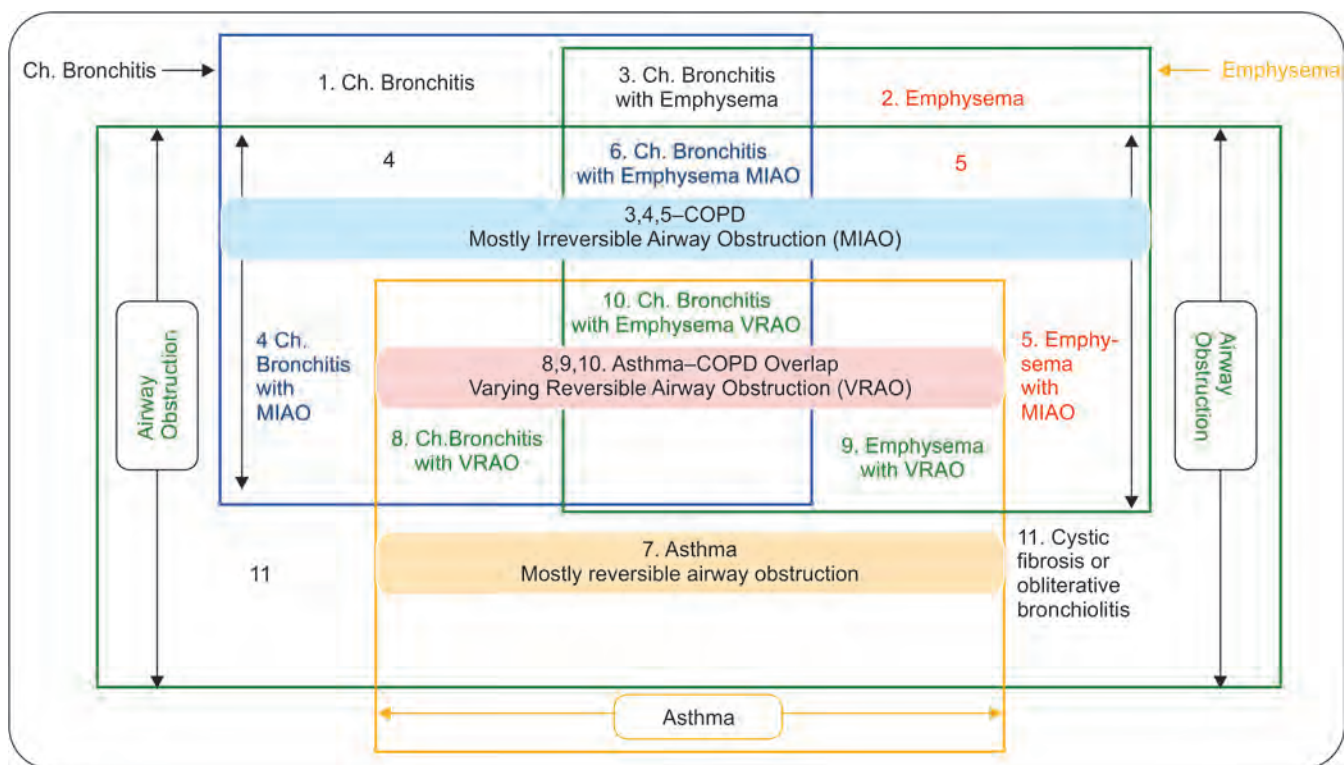 Ch. Bronchitis
1. Ch. Bronchitis
3. Ch. Bronchitis
with Emphysema
2. Emphysema
Emphysema
4
6. Ch. Bronchitis
with Emphysema MIAO
5
3,4,5–COPD
Mostly Irreversible Airway Obstruction (MIAO)
Airway
Obstruction
4 Ch.
Bronchitis
with
MIAO
10. Ch. Bronchitis
with Emphysema VRAO
8,9,10. Asthma–COPD Overlap
Varying Reversible Airway Obstruction (VRAO)
5. Emphy-
sema
with
MIAO
Airway
Obstruction
8. Ch.Bronchitis
with VRAO
9, Emphysema
with VRAO
11
7. Asthma
Mostly reversible airway obstruction
11. Cystic
fibrosis or
obliterative
bronchiolitis
Asthma